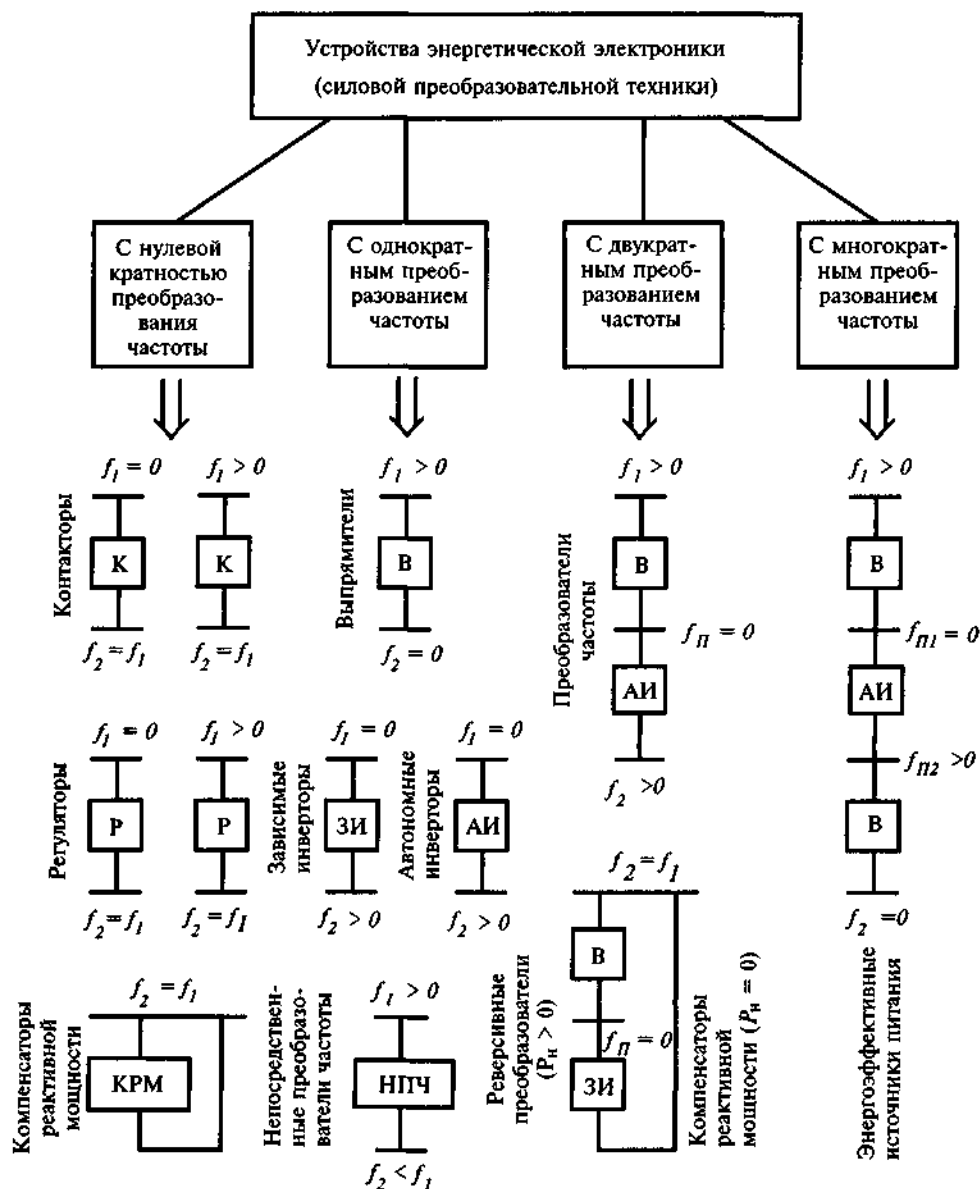 Устройства энергетической электроники
(силовой преобразовательной техники)
С нулевой
кратностью
преобразо-
вания
частоты
С однократ-
ным преоб-
разованием
частоты
С двукрат-
ным преоб-
разованием
частоты
С многократ-
ным преоб-
разованием
частоты
Контакторы
f₁ = 0
К
f₂ = f₁
f₁ > 0
К
f₂ = f₁
Выпрямители
f₁ > 0
В
f₂ = 0
Преобразователи
частоты
f₁ > 0
В
f_П = 0
АИ
f₂ > 0
f₁ > 0
В
f_П1 = 0
АИ
f_П2 > 0
В
f₂ = 0
Энергоэффективные
источники питания
Регуляторы
f₁ = 0
Р
f₂ = f₁
f₁ > 0
Р
f₂ = f₁
Зависимые
инверторы
f₁ = 0
ЗИ
f₂ > 0
Автономные
инверторы
f₁ = 0
АИ
f₂ > 0
Компенсаторы
реактивной
мощности
f₂ = f₁
КРМ
Непосредствен-
ные преобразо-
ватели частоты
f₁ > 0
НПЧ
f₂ < f₁
Реверсивные
преобразователи
(Pн > 0)
f₂ = f₁
В
f_П = 0
ЗИ
Компенсаторы
реактивной
мощности (Pн = 0)